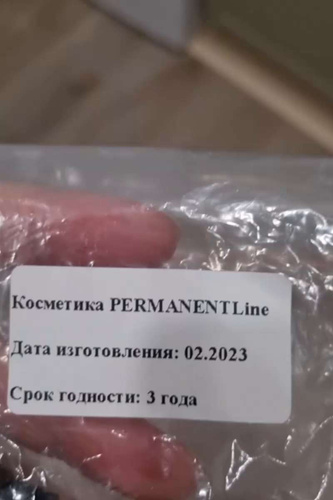 Косметика PERMANENTLine
Дата изготовления: 02.2023
Срок годности: 3 года